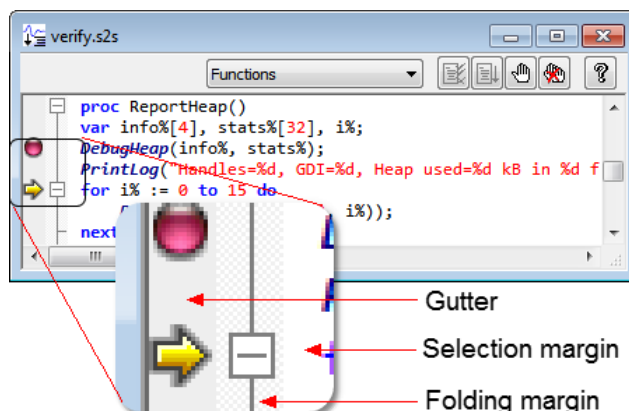 verify.s2s
Functions
proc ReportHeap()
var info%[4], stats%[32], i%;
DebugHeap(info%, stats%);
PrintLog("Handles=%d, GDI=%d, Heap used=%d kB in %d f
for i% := 0 to 15 do
i%));
next
Gutter
Selection margin
Folding margin